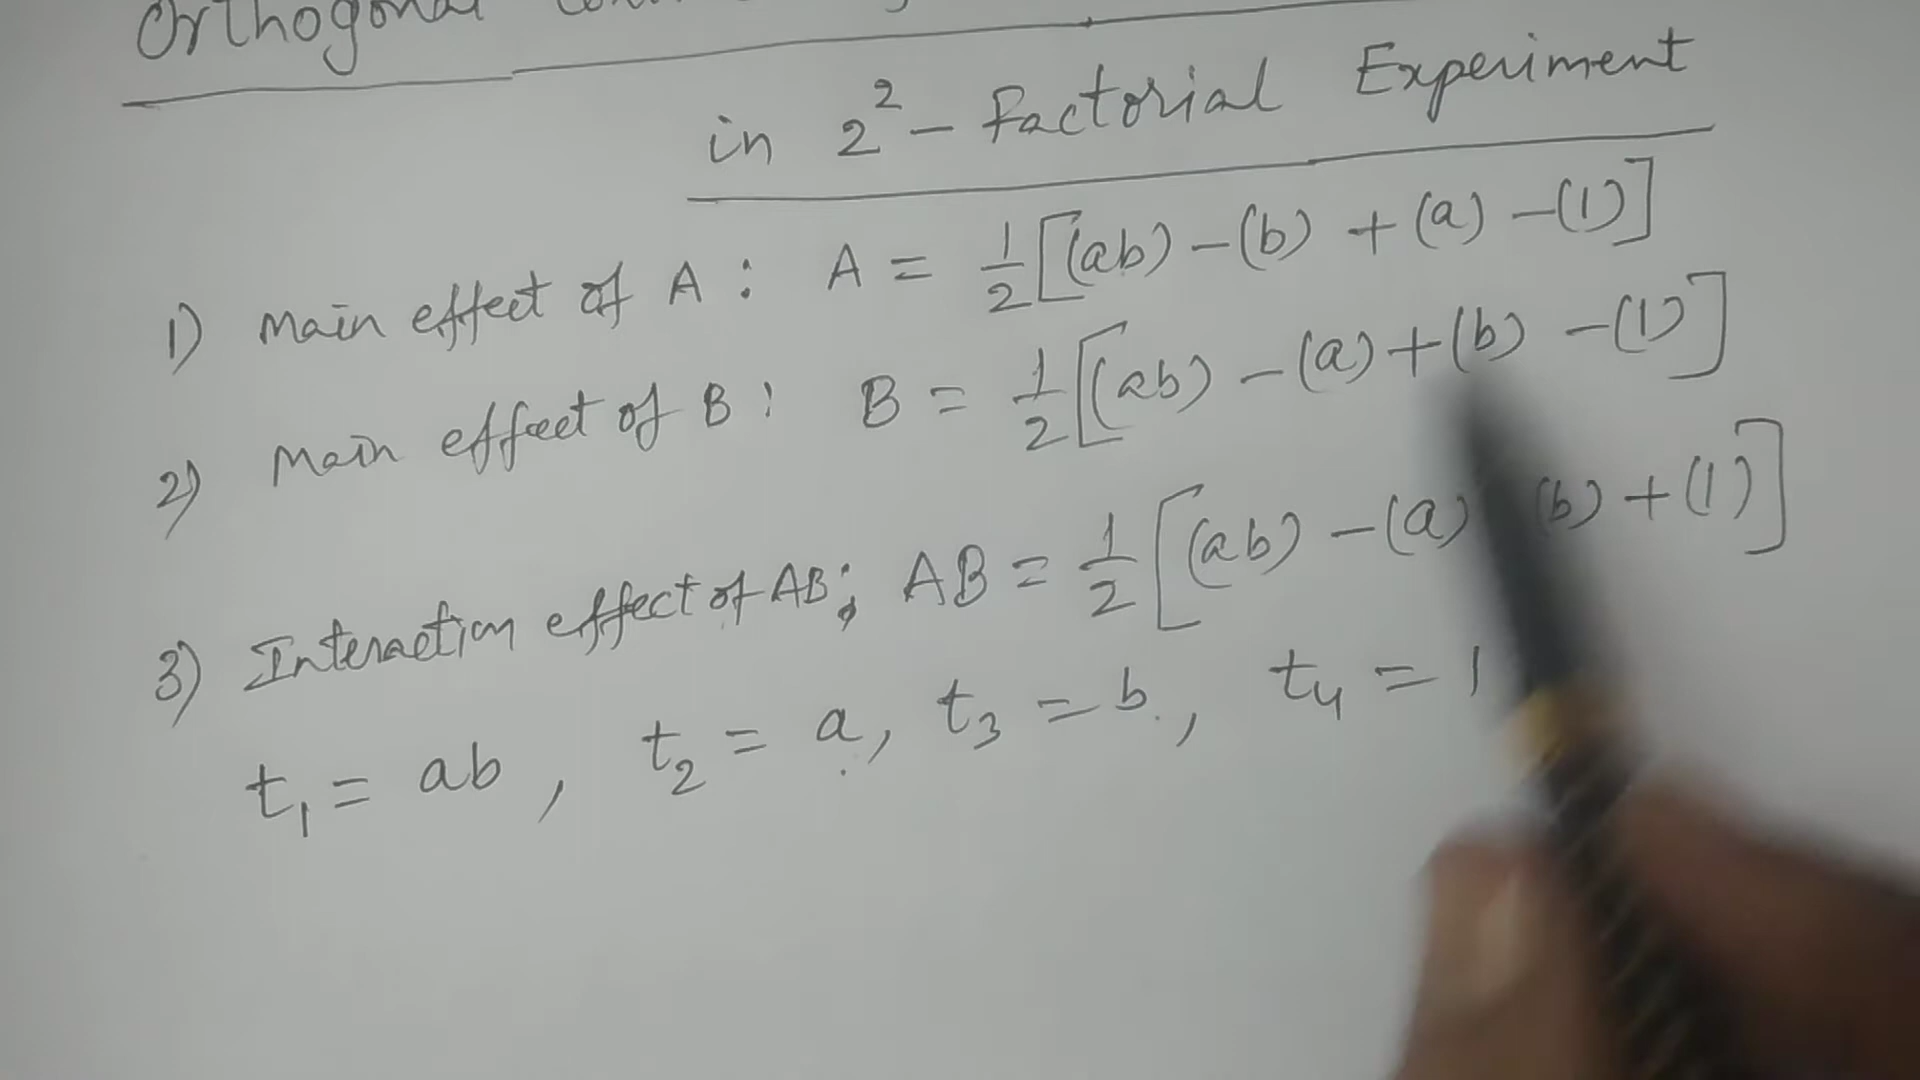 Orthogonal
in 2² - Factorial Experiment
1) Main effect of A : A = 1/2 [(ab) - (b) + (a) - (1)]
2) Main effect of B : B = 1/2 [(ab) - (a) + (b) - (1)]
3) Interaction effect of AB ; AB = 1/2 [(ab) - (a) (b) + (1)]
t₁ = ab , t₂ = a , t₃ = b , t₄ = 1